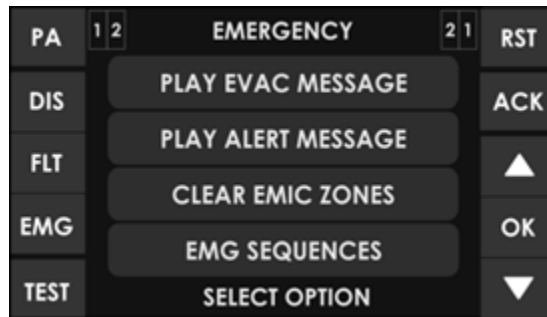 PA
1 2
EMERGENCY
2 1
RST
PLAY EVAC MESSAGE
DIS
ACK
PLAY ALERT MESSAGE
FLT
CLEAR EMIC ZONES
EMG
OK
EMG SEQUENCES
TEST
SELECT OPTION